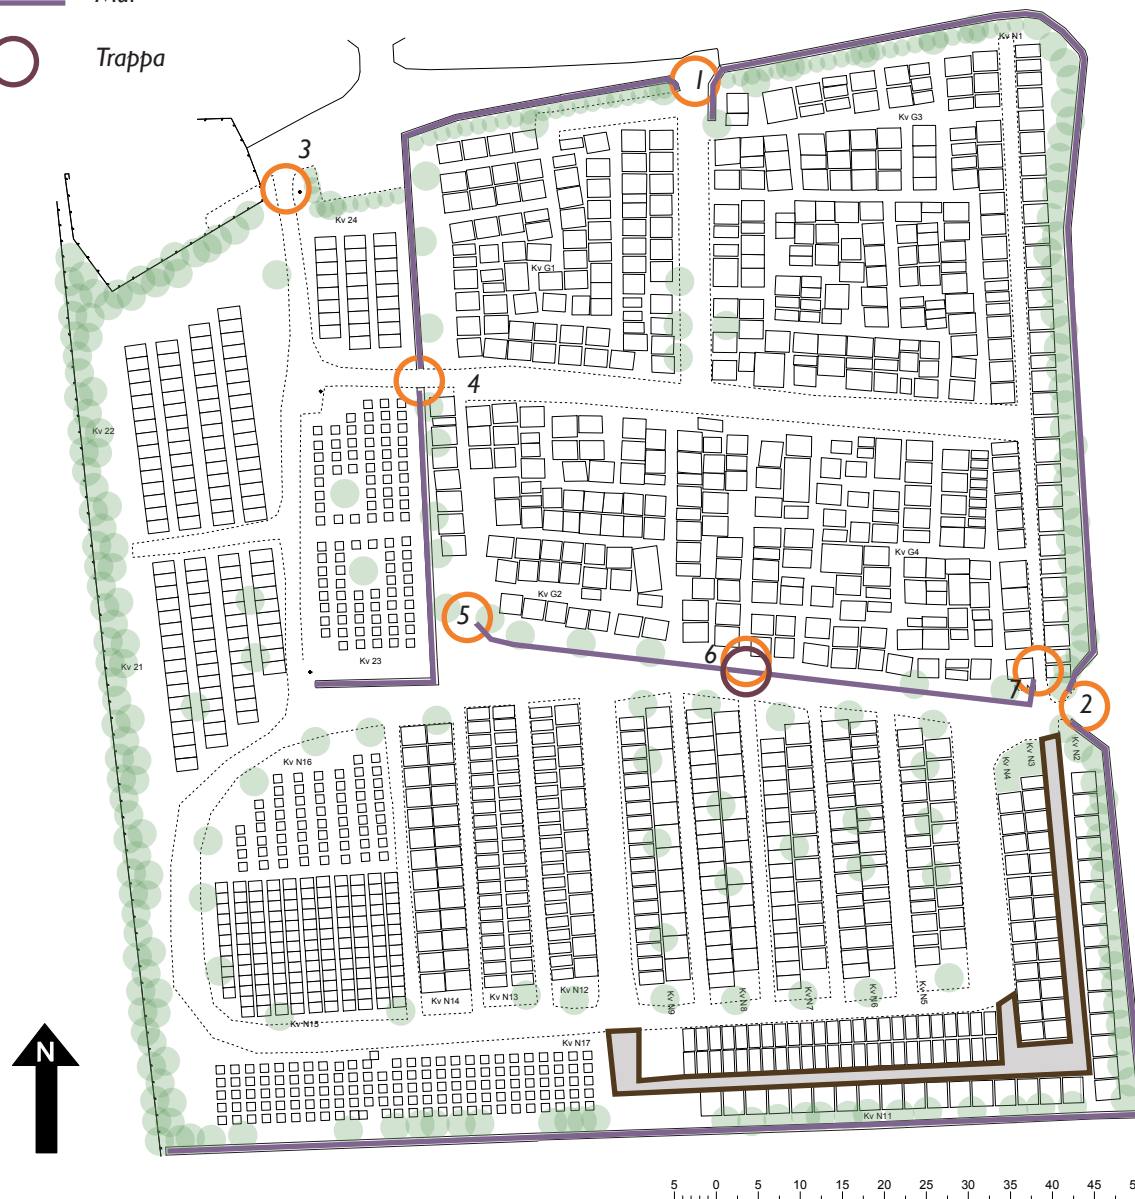 Mur
Trappa
1
Kv N1
Kv G3
3
Kv 24
Kv G1
4
Kv 22
Kv G4
Kv G2
5
6
Kv 23
Kv 21
7
2
Kv N2
Kv N3
Kv N4
Kv N16
Kv N14
Kv N13
Kv N12
Kv N9
Kv N8
Kv N7
Kv N6
Kv N5
Kv N15
Kv N17
Kv N11
N
5 0 5 10 15 20 25 30 35 40 45